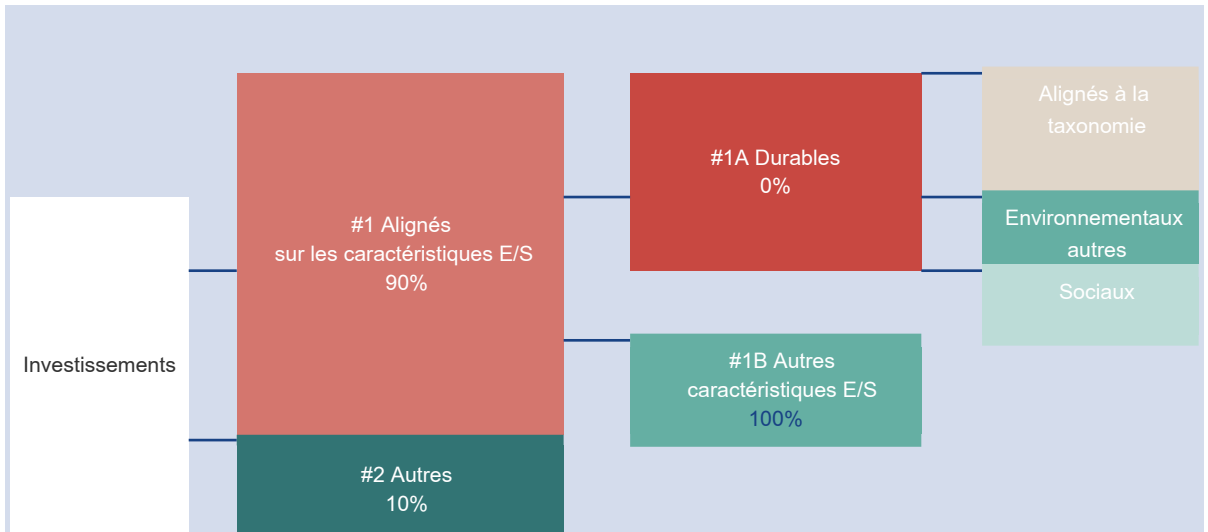 Investissements
#1 Alignés
sur les caractéristiques E/S
90%
#2 Autres
10%
#1A Durables
0%
#1B Autres
caractéristiques E/S
100%
Alignés à la
taxonomie
Environnementaux
autres
Sociaux